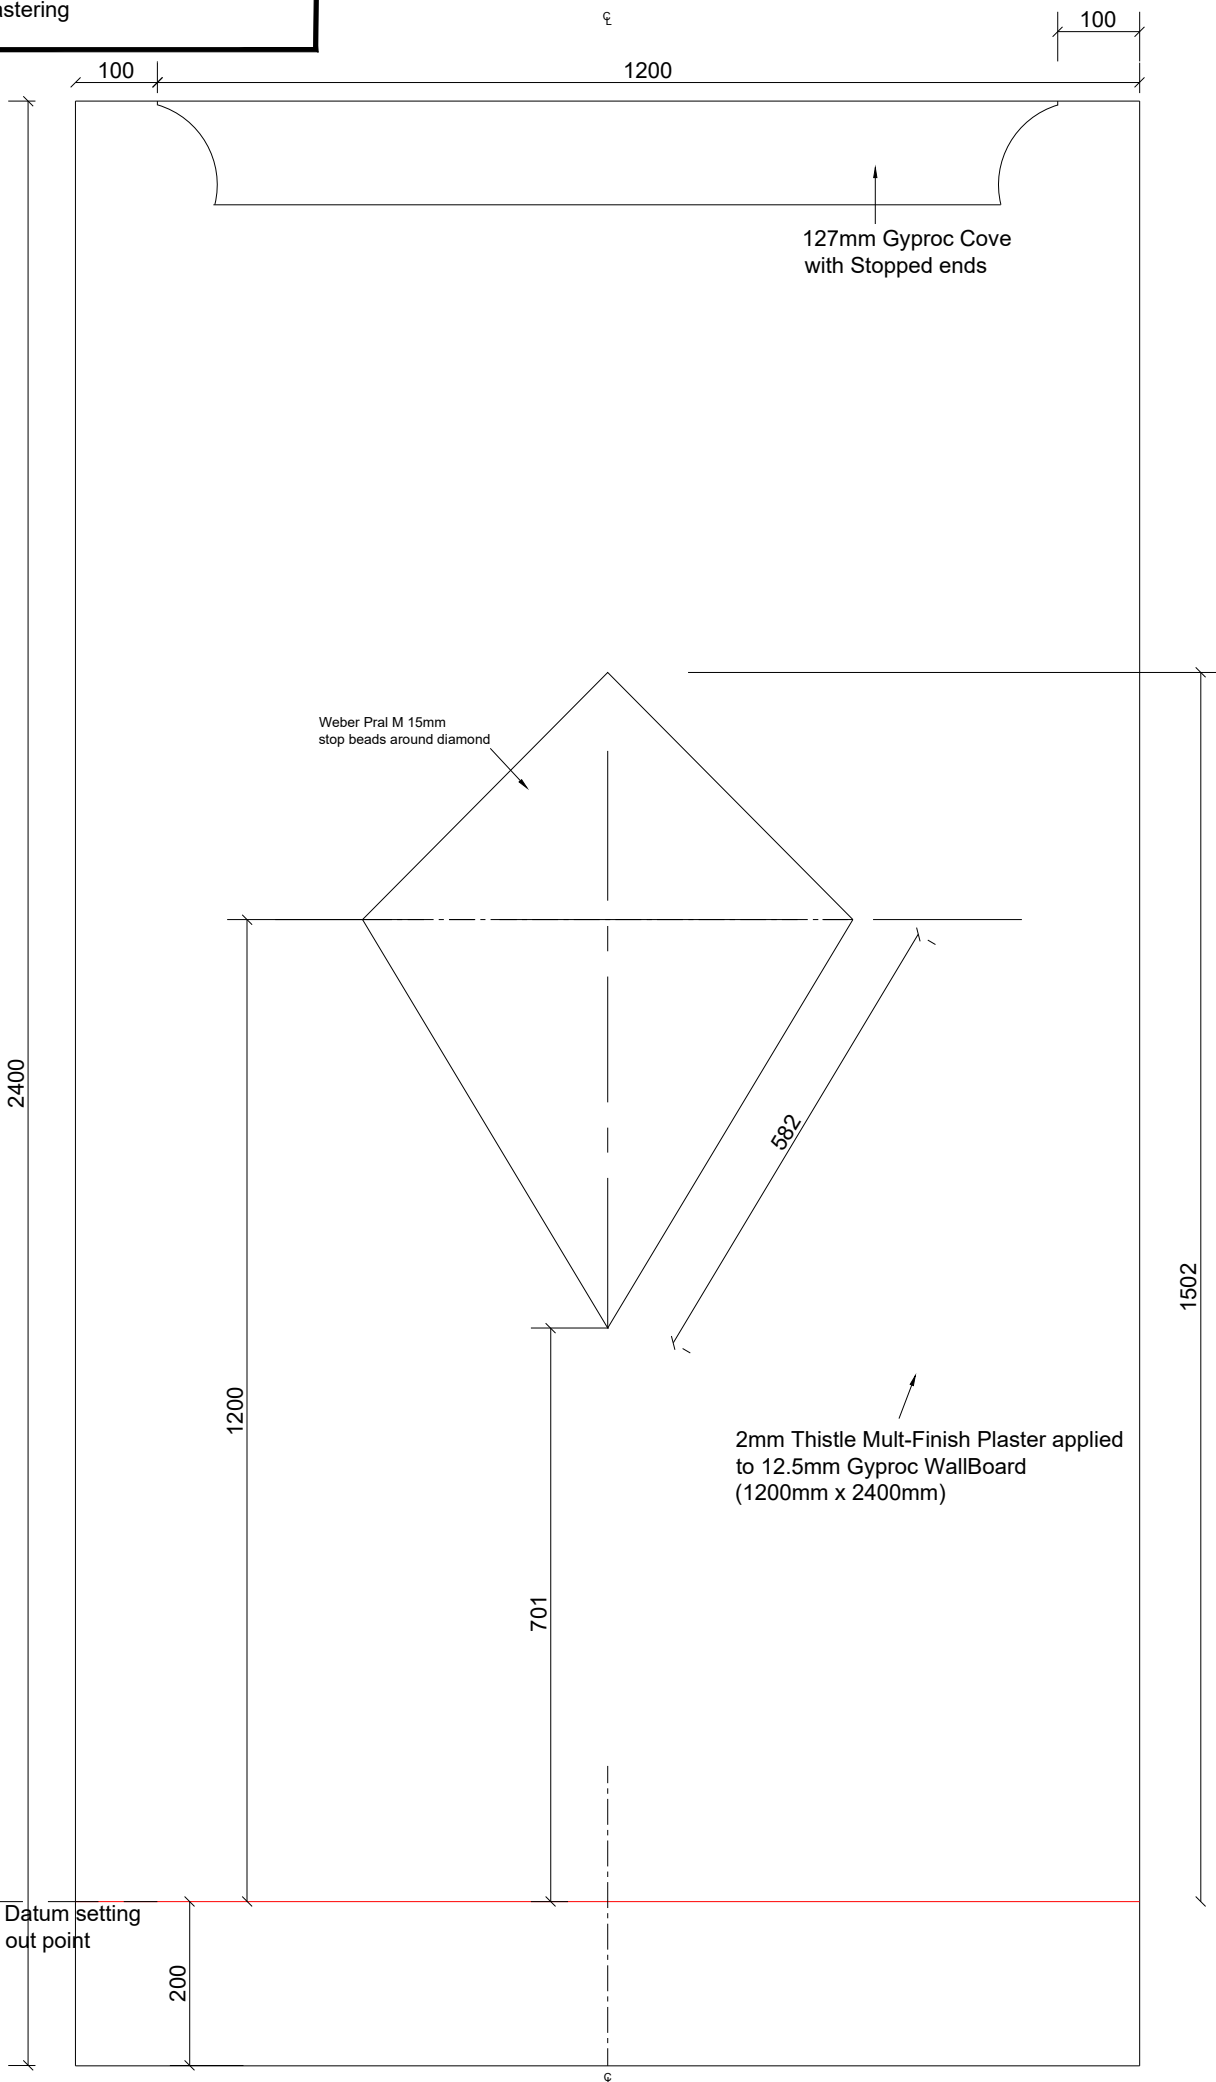 astering
℄
100
100
1200
127mm Gyproc Cove
with Stopped ends
Weber Pral M 15mm
stop beads around diamond
2400
582
1502
1200
2mm Thistle Mult-Finish Plaster applied
to 12.5mm Gyproc WallBoard
(1200mm x 2400mm)
701
Datum setting
out point
200
℄